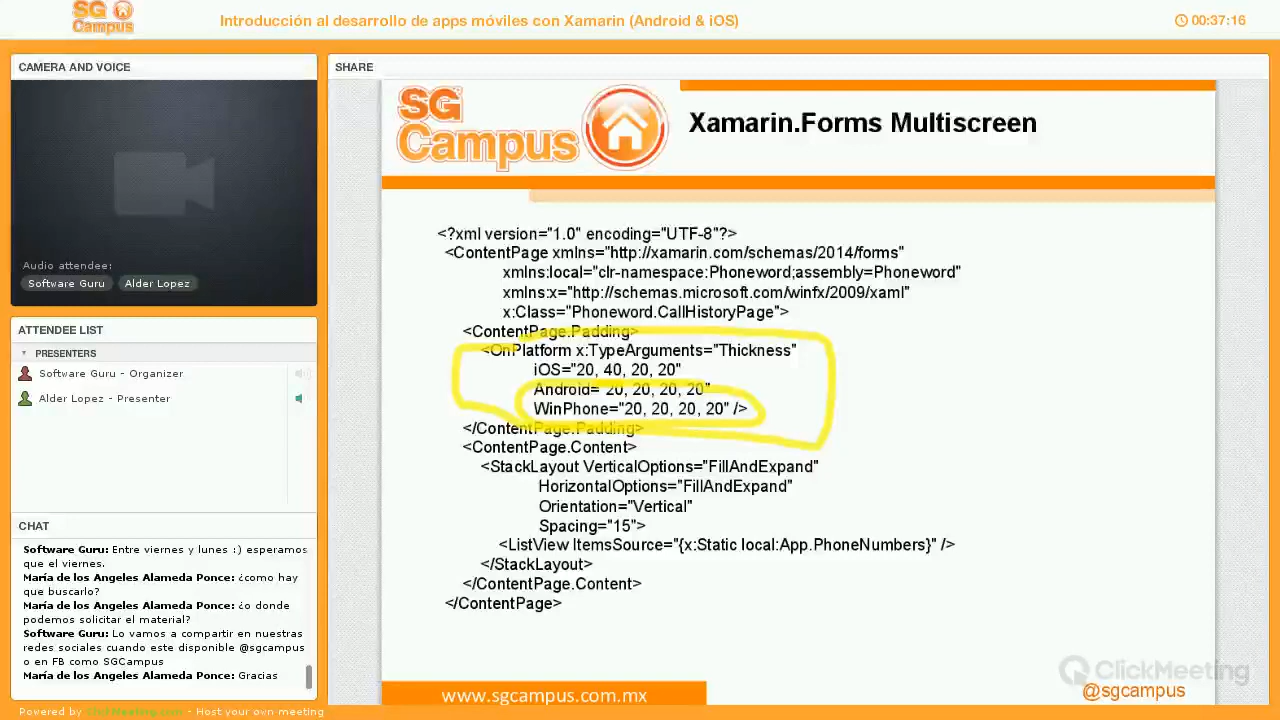 SG
Campus
Introducción al desarrollo de apps móviles con Xamarin (Android & iOS)
00:37:16
CAMERA AND VOICE
Audio attendee:
Software Guru
Alder Lopez
ATTENDEE LIST
PRESENTERS
Software Guru - Organizer
Alder Lopez - Presenter
CHAT
Software Guru: Entre viernes y lunes :) esperamos
que el viernes.
María de los Angeles Alameda Ponce: ¿como hay
que buscarlo?
María de los Angeles Alameda Ponce: ¿o donde
podemos solicitar el material?
Software Guru: Lo vamos a compartir en nuestras
redes sociales cuando este disponible @sgcampus
o en FB como SGCampus
María de los Angeles Alameda Ponce: Gracias
SHARE
SG
Campus
Xamarin.Forms Multiscreen
<?xml version="1.0" encoding="UTF-8"?>
<ContentPage xmlns="http://xamarin.com/schemas/2014/forms"
xmlns:local="clr-namespace:Phoneword;assembly=Phoneword"
xmlns:x="http://schemas.microsoft.com/winfx/2009/xaml"
x:Class="Phoneword.CallHistoryPage">
<ContentPage.Padding>
<OnPlatform x:TypeArguments="Thickness"
iOS="20, 40, 20, 20"
Android="20, 20, 20, 20"
WinPhone="20, 20, 20, 20" />
</ContentPage.Padding>
<ContentPage.Content>
<StackLayout VerticalOptions="FillAndExpand"
HorizontalOptions="FillAndExpand"
Orientation="Vertical"
Spacing="15">
<ListView ItemsSource="{x:Static local:App.PhoneNumbers}" />
</StackLayout>
</ContentPage.Content>
</ContentPage>
www.sgcampus.com.mx
ClickMeeting
@sgcampus
Powered by ClickMeeting.com - Host your own meeting